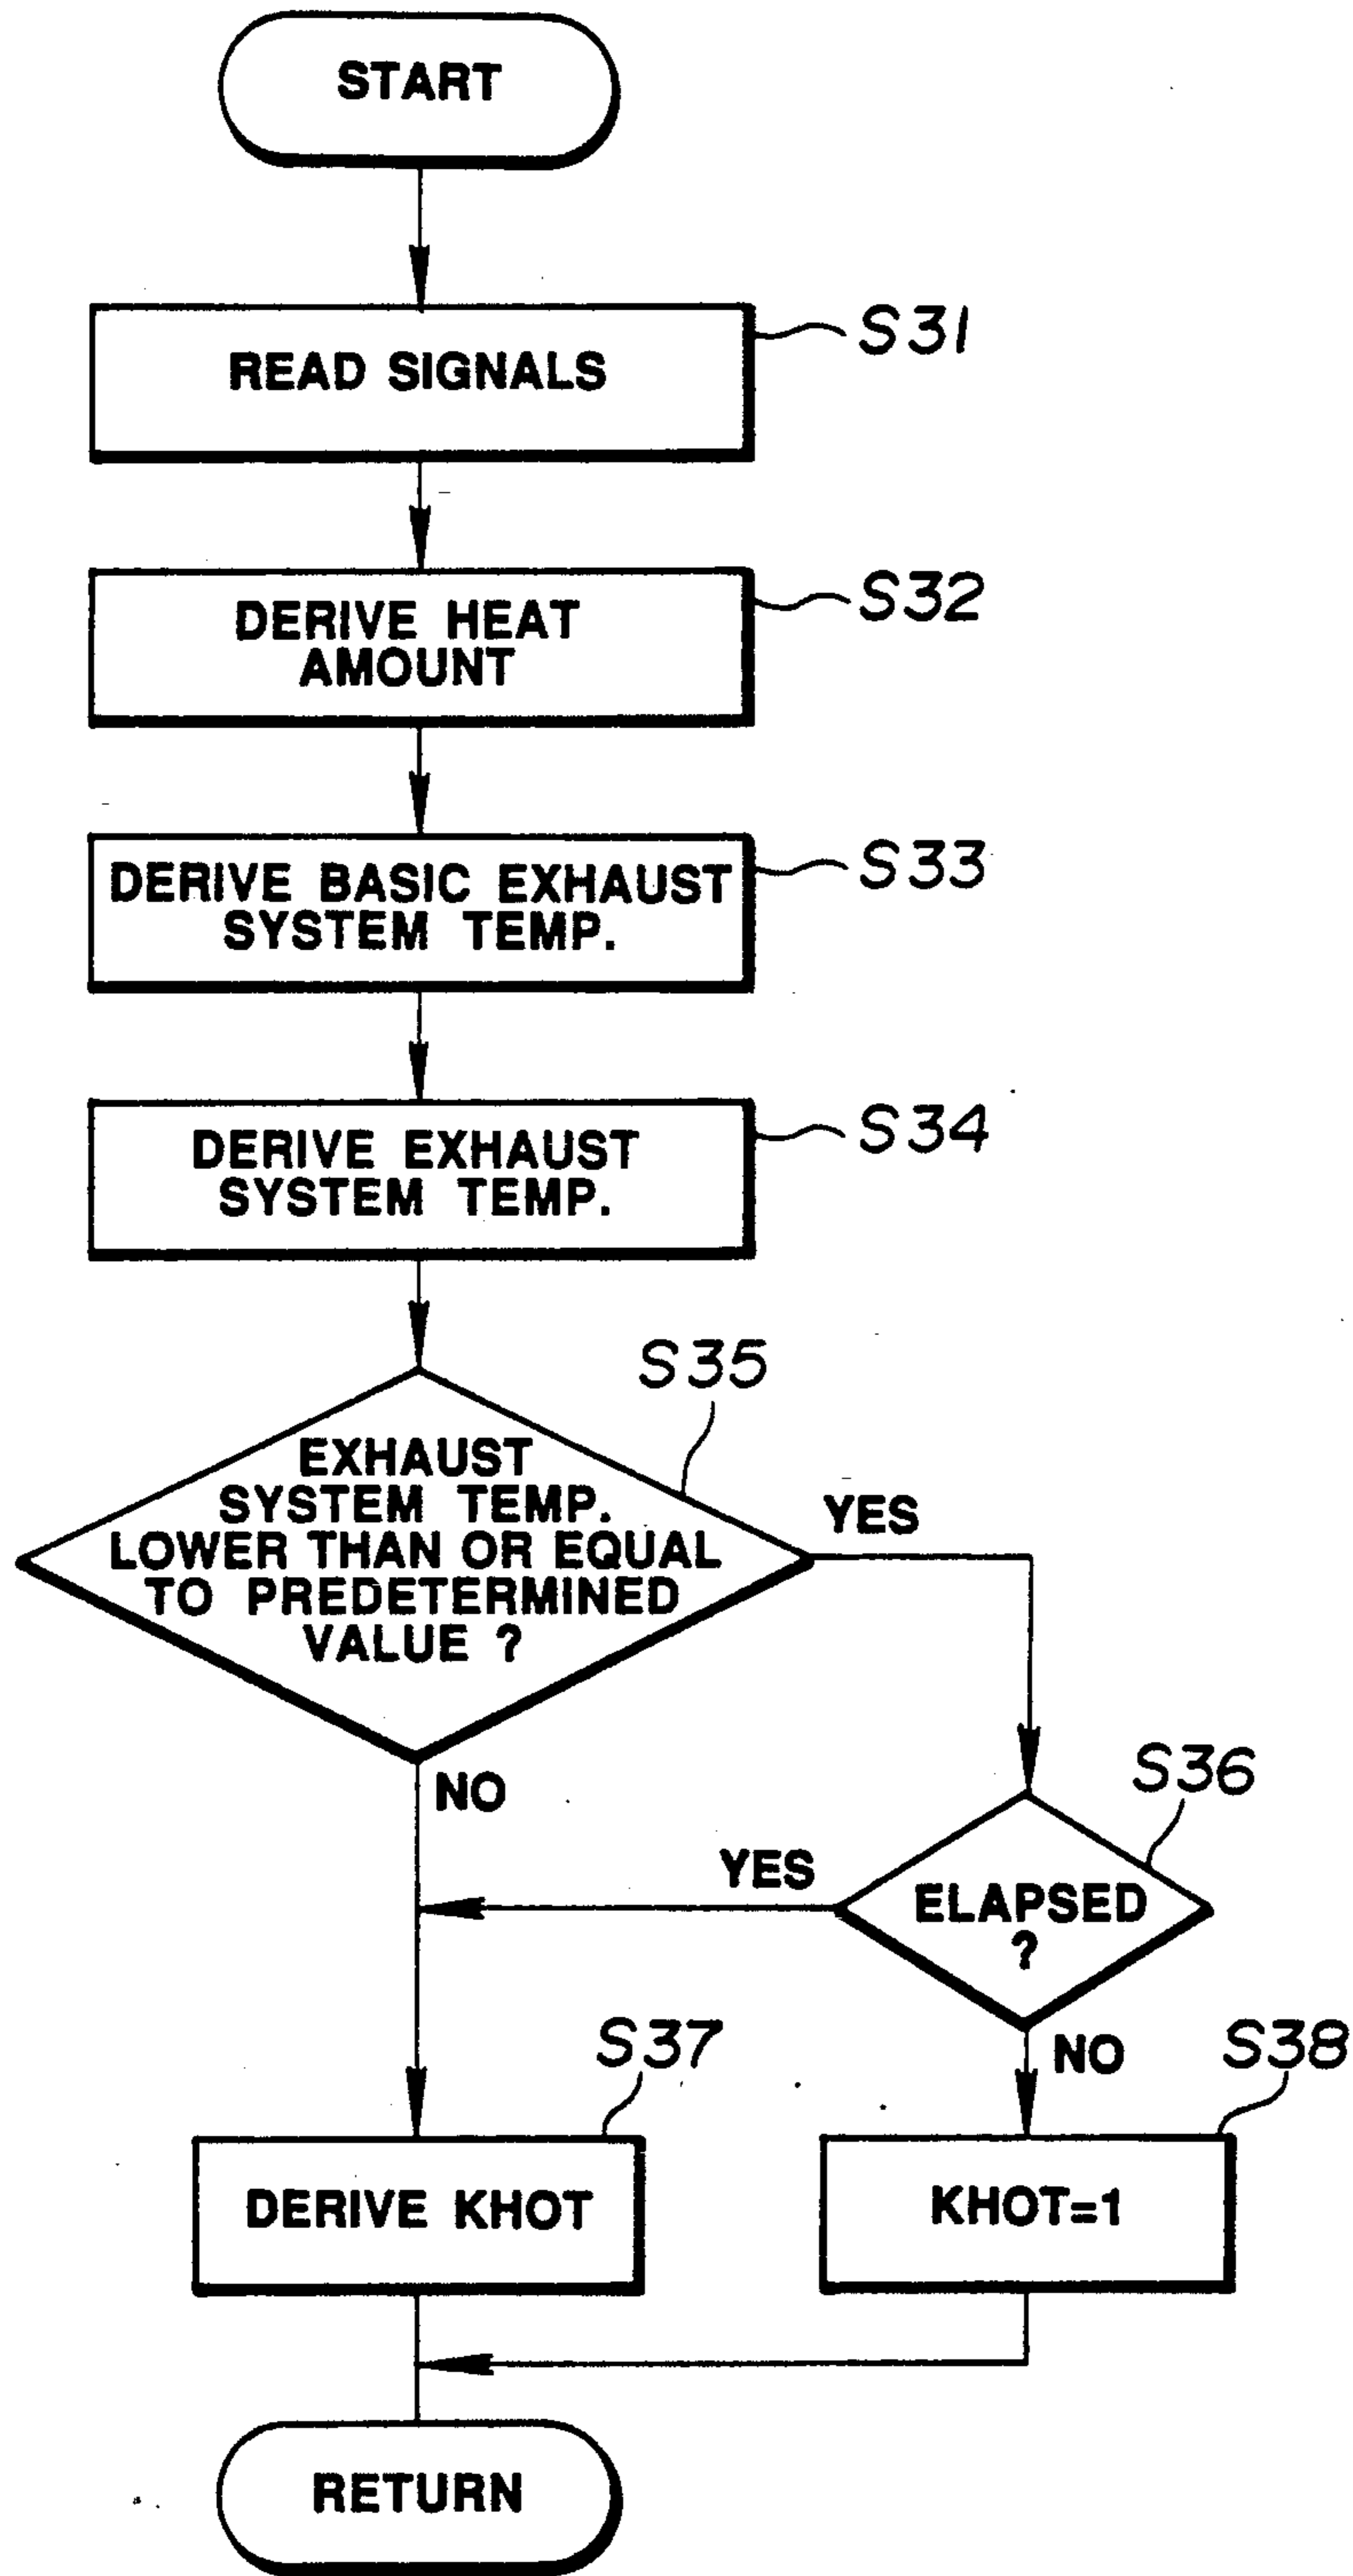 START
READ SIGNALS
S31
DERIVE HEAT
AMOUNT
S32
DERIVE BASIC EXHAUST
SYSTEM TEMP.
S33
DERIVE EXHAUST
SYSTEM TEMP.
S34
S35
EXHAUST
SYSTEM TEMP.
LOWER THAN OR EQUAL
TO PREDETERMINED
VALUE ?
YES
NO
S36
YES
ELAPSED
?
NO
S37
S38
DERIVE KHOT
KHOT=1
RETURN